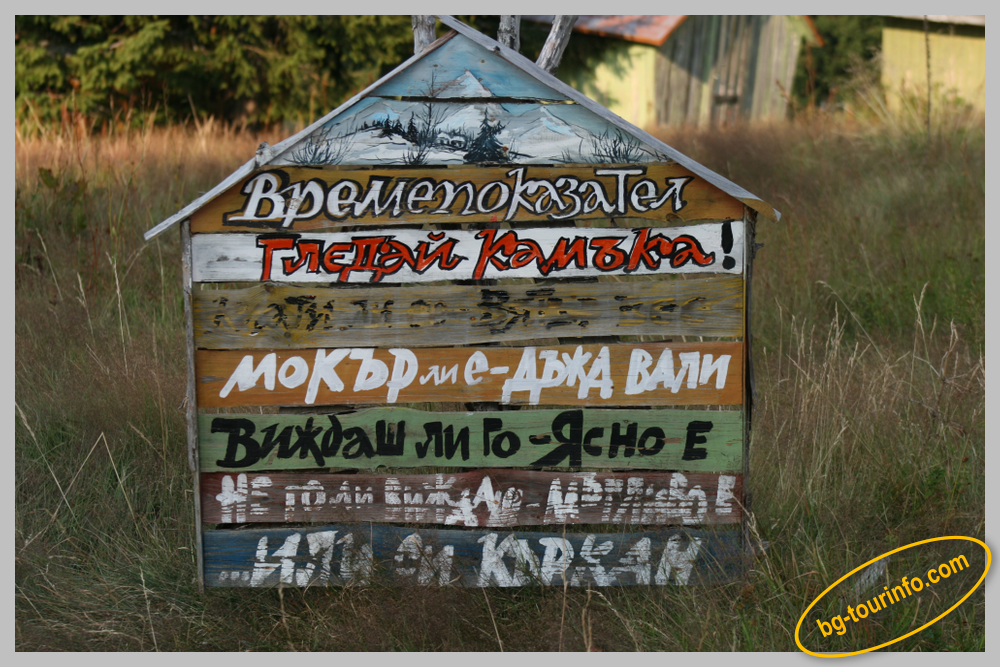 Времепоказател
Гледай камъка!
Мокър ли е - дъжд вали
Виждаш ли го - Ясно е
Не го ли виждаш - мъгливо е
...Или си къркан
bg-tourinfo.com